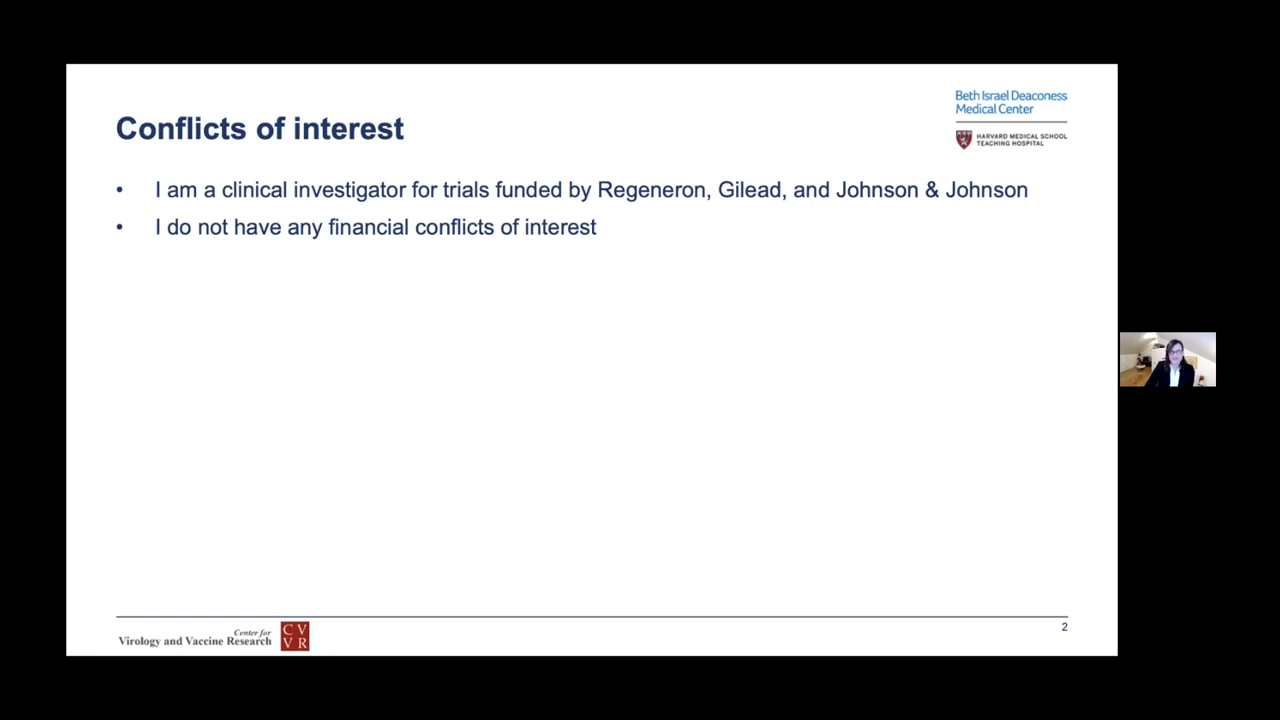 Beth Israel Deaconess
Medical Center
HARVARD MEDICAL SCHOOL
TEACHING HOSPITAL
Conflicts of interest
• I am a clinical investigator for trials funded by Regeneron, Gilead, and Johnson & Johnson
• I do not have any financial conflicts of interest
Center for
Virology and Vaccine Research
C V
V R
2